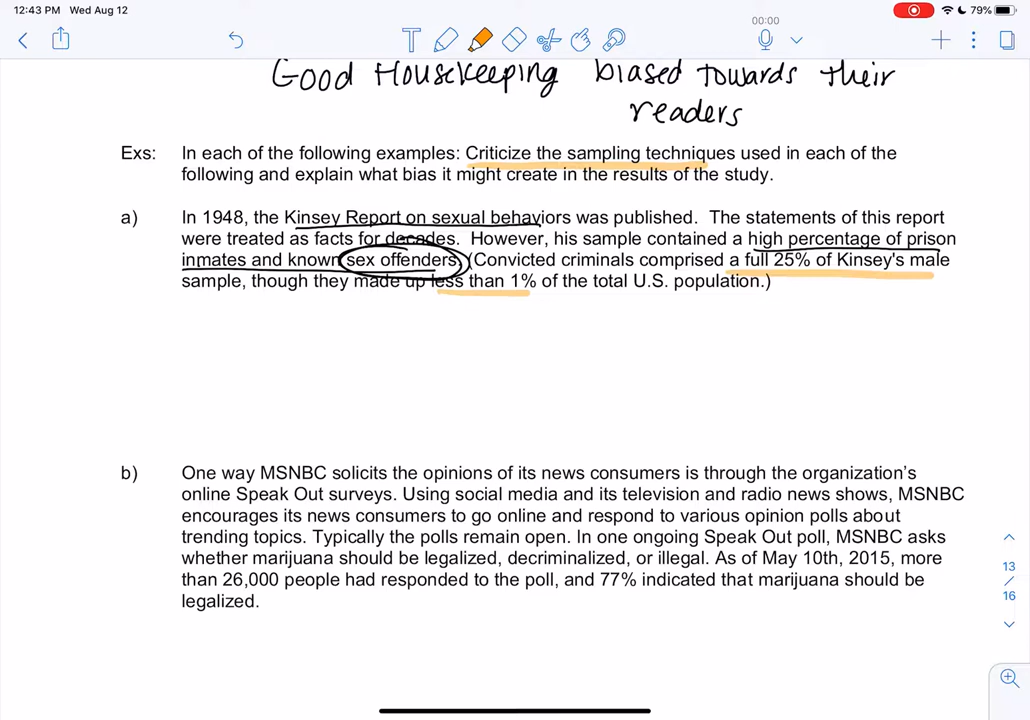 12:43 PM Wed Aug 12
79%
00:00
Good Housekeeping biased towards their
readers
Exs: In each of the following examples: Criticize the sampling techniques used in each of the
following and explain what bias it might create in the results of the study.
a) In 1948, the Kinsey Report on sexual behaviors was published. The statements of this report
were treated as facts for decades. However, his sample contained a high percentage of prison
inmates and known sex offenders. (Convicted criminals comprised a full 25% of Kinsey's male
sample, though they made up less than 1% of the total U.S. population.)
b) One way MSNBC solicits the opinions of its news consumers is through the organization's
online Speak Out surveys. Using social media and its television and radio news shows, MSNBC
encourages its news consumers to go online and respond to various opinion polls about
trending topics. Typically the polls remain open. In one ongoing Speak Out poll, MSNBC asks
whether marijuana should be legalized, decriminalized, or illegal. As of May 10th, 2015, more
than 26,000 people had responded to the poll, and 77% indicated that marijuana should be
legalized.
13
/
16